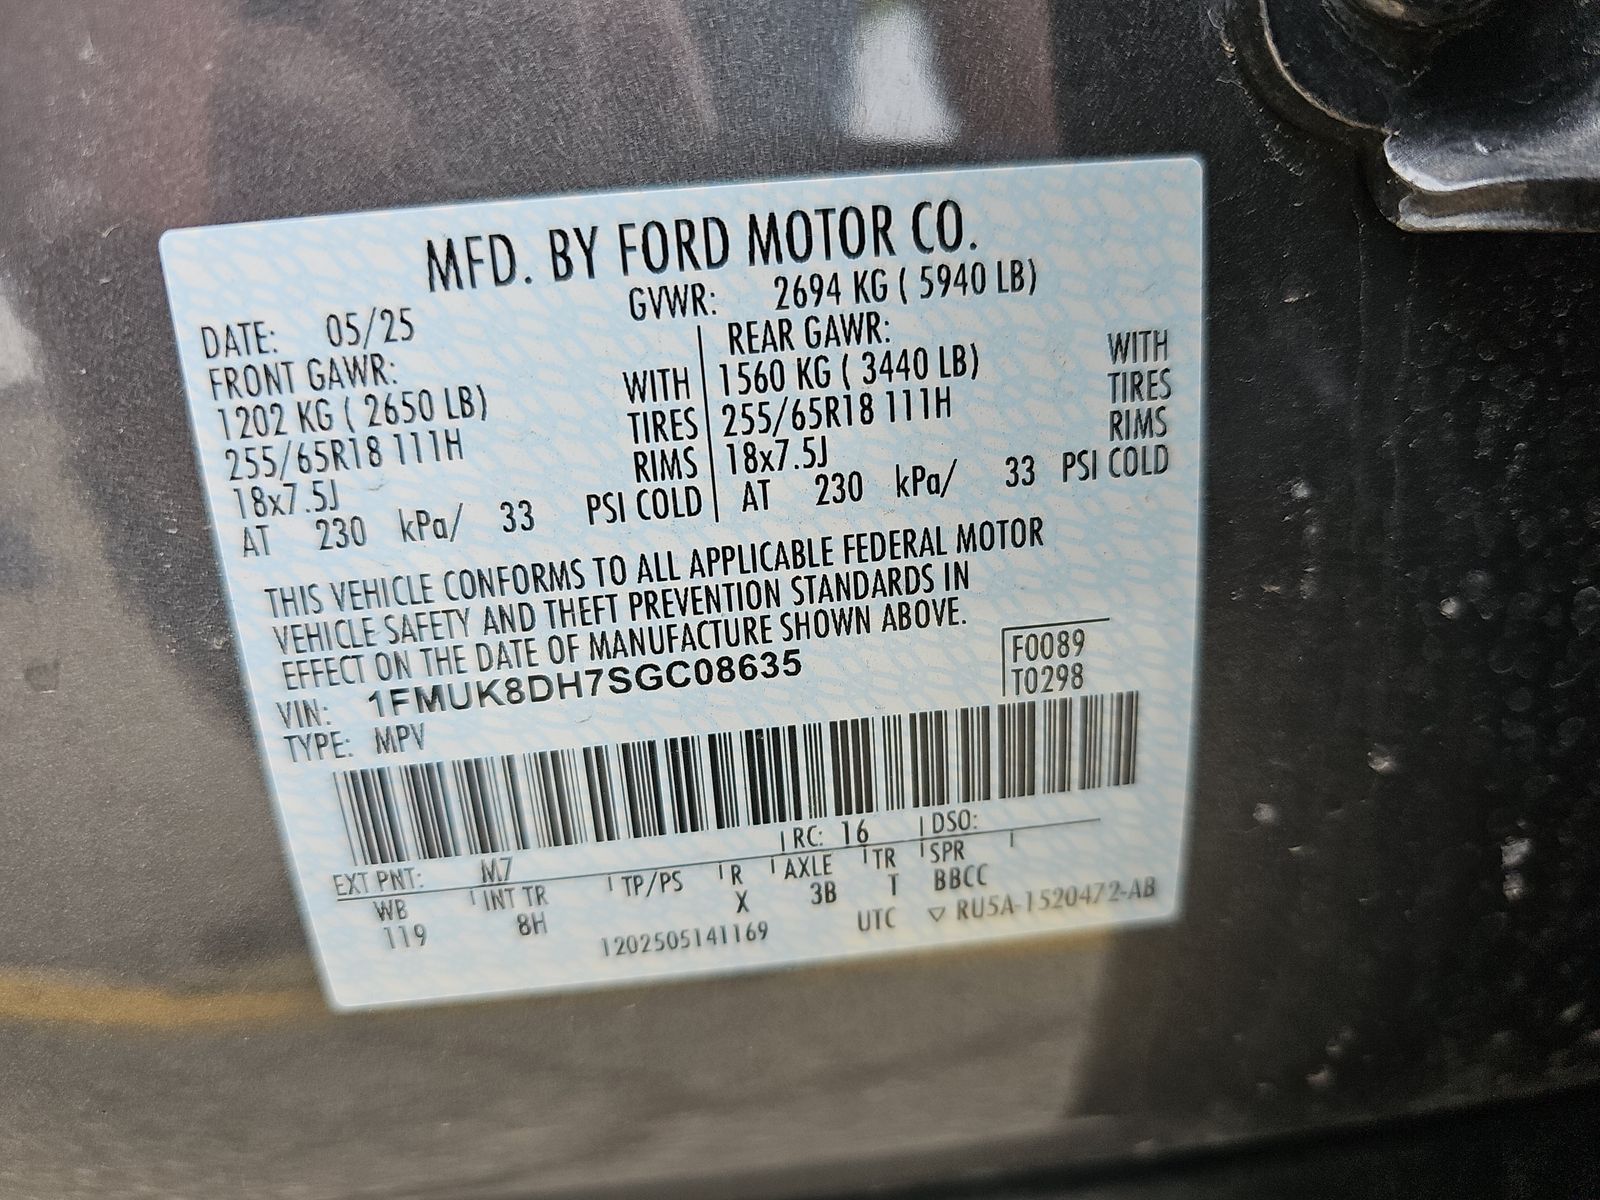 MFD. BY FORD MOTOR CO.
DATE: 05/25 GVWR: 2694 KG ( 5940 LB)
FRONT GAWR: REAR GAWR:
1202 KG ( 2650 LB) WITH 1560 KG ( 3440 LB) WITH
255/65R18 111H TIRES 255/65R18 111H TIRES
18x7.5J RIMS 18x7.5J RIMS
AT 230 kPa/ 33 PSI COLD AT 230 kPa/ 33 PSI COLD
THIS VEHICLE CONFORMS TO ALL APPLICABLE FEDERAL MOTOR
VEHICLE SAFETY AND THEFT PREVENTION STANDARDS IN
EFFECT ON THE DATE OF MANUFACTURE SHOWN ABOVE.
VIN: 1FMUK8DH7SGC08635 F0089
TYPE: MPV T0298
EXT PNT: M7 RC: 16 DSO:
WB INT TR TP/PS R AXLE TR SPR
119 8H X 3B T BBCC
1202505141169 UTC ▽ RU5A-1520472-AB